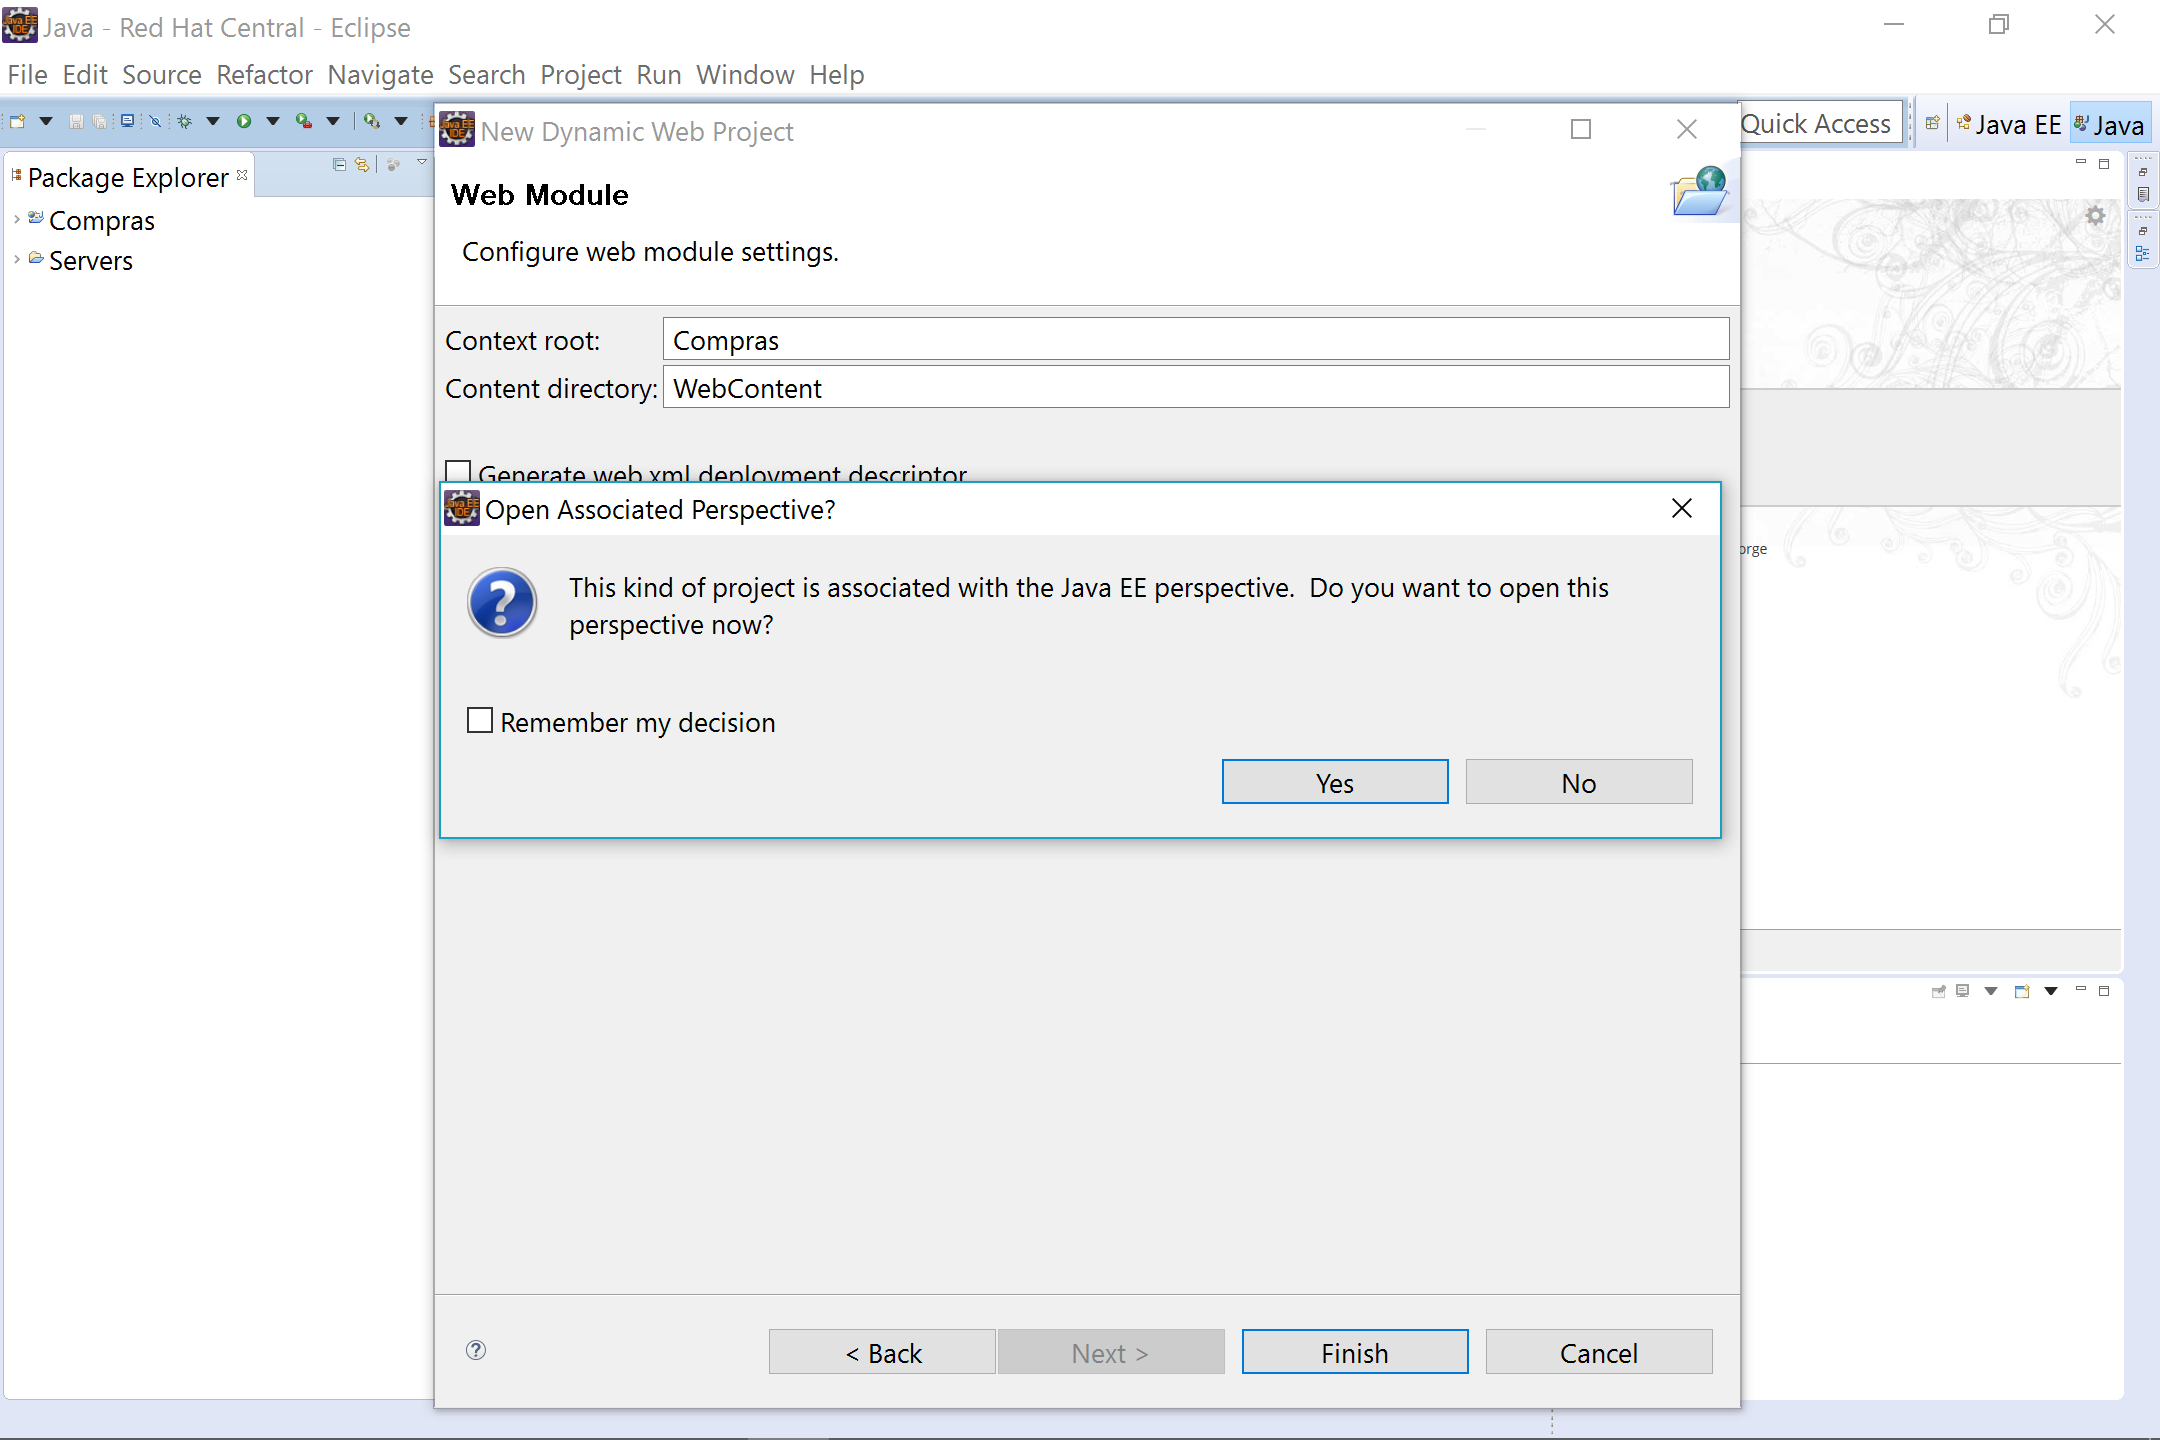 Java - Red Hat Central - Eclipse
File Edit Source Refactor Navigate Search Project Run Window Help
Quick Access
Java EE
Java
Package Explorer
Compras
Servers
New Dynamic Web Project
Web Module
Configure web module settings.
Context root: Compras
Content directory: WebContent
Generate web.xml deployment descriptor
Open Associated Perspective?
This kind of project is associated with the Java EE perspective.  Do you want to open this
perspective now?
Remember my decision
Yes
No
orge
< Back
Next >
Finish
Cancel